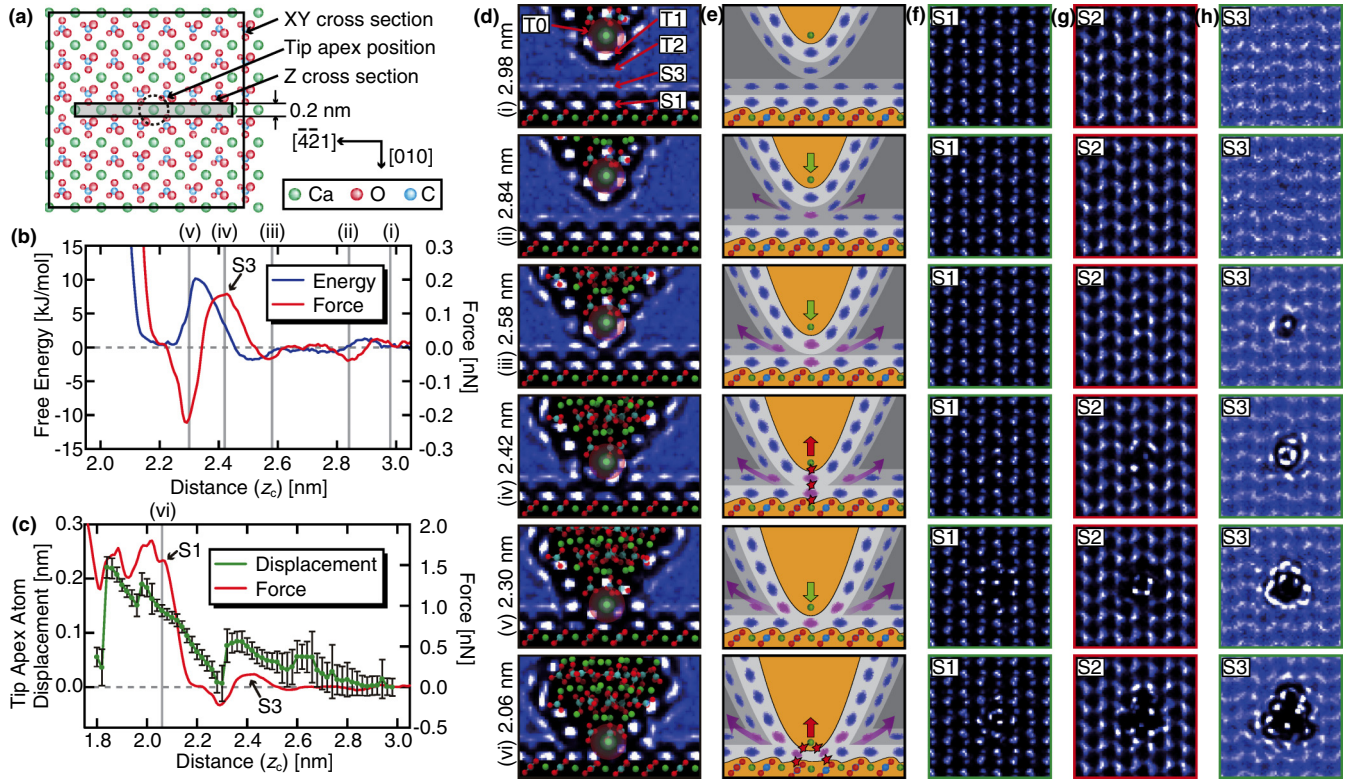 (a)
XY cross section
Tip apex position
Z cross section
0.2 nm
[4̅2̅1]
[010]
Ca O C
(b)
(v) (iv) (iii) (ii) (i)
S3
Energy
Force
Free Energy [kJ/mol]
15
10
5
0
-5
-10
-15
0.3
0.2
0.1
0.0
-0.1
-0.2
-0.3
Force [nN]
2.0 2.2 2.4 2.6 2.8 3.0
Distance (zc) [nm]
(c)
(vi)
S1
Displacement
Force
S3
Tip Apex Atom
Displacement [nm]
0.3
0.2
0.1
0.0
2.0
1.5
1.0
0.5
0.0
-0.5
Force [nN]
1.8 2.0 2.2 2.4 2.6 2.8 3.0
Distance (zc) [nm]
(d) (e) (f) (g) (h)
(i) 2.98 nm
T0 T1
T2
S3
S1
S1 S2 S3
(ii) 2.84 nm
S1 S2 S3
(iii) 2.58 nm
S1 S2 S3
(iv) 2.42 nm
S1 S2 S3
(v) 2.30 nm
S1 S2 S3
(vi) 2.06 nm
S1 S2 S3